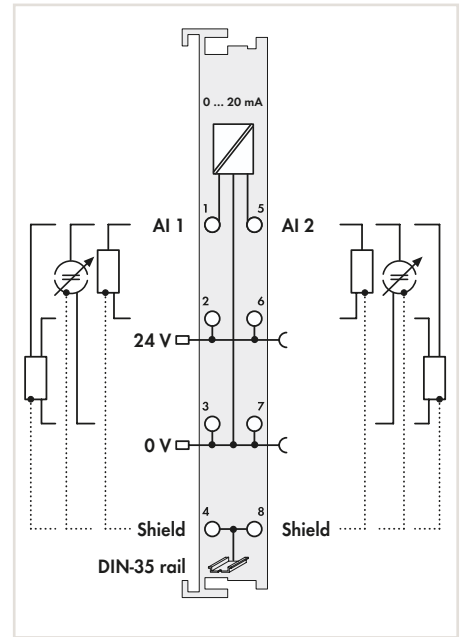 0 ... 20 mA
1 5
AI 1 AI 2
2 6
24 V
3 7
0 V
4 8
Shield Shield
DIN-35 rail